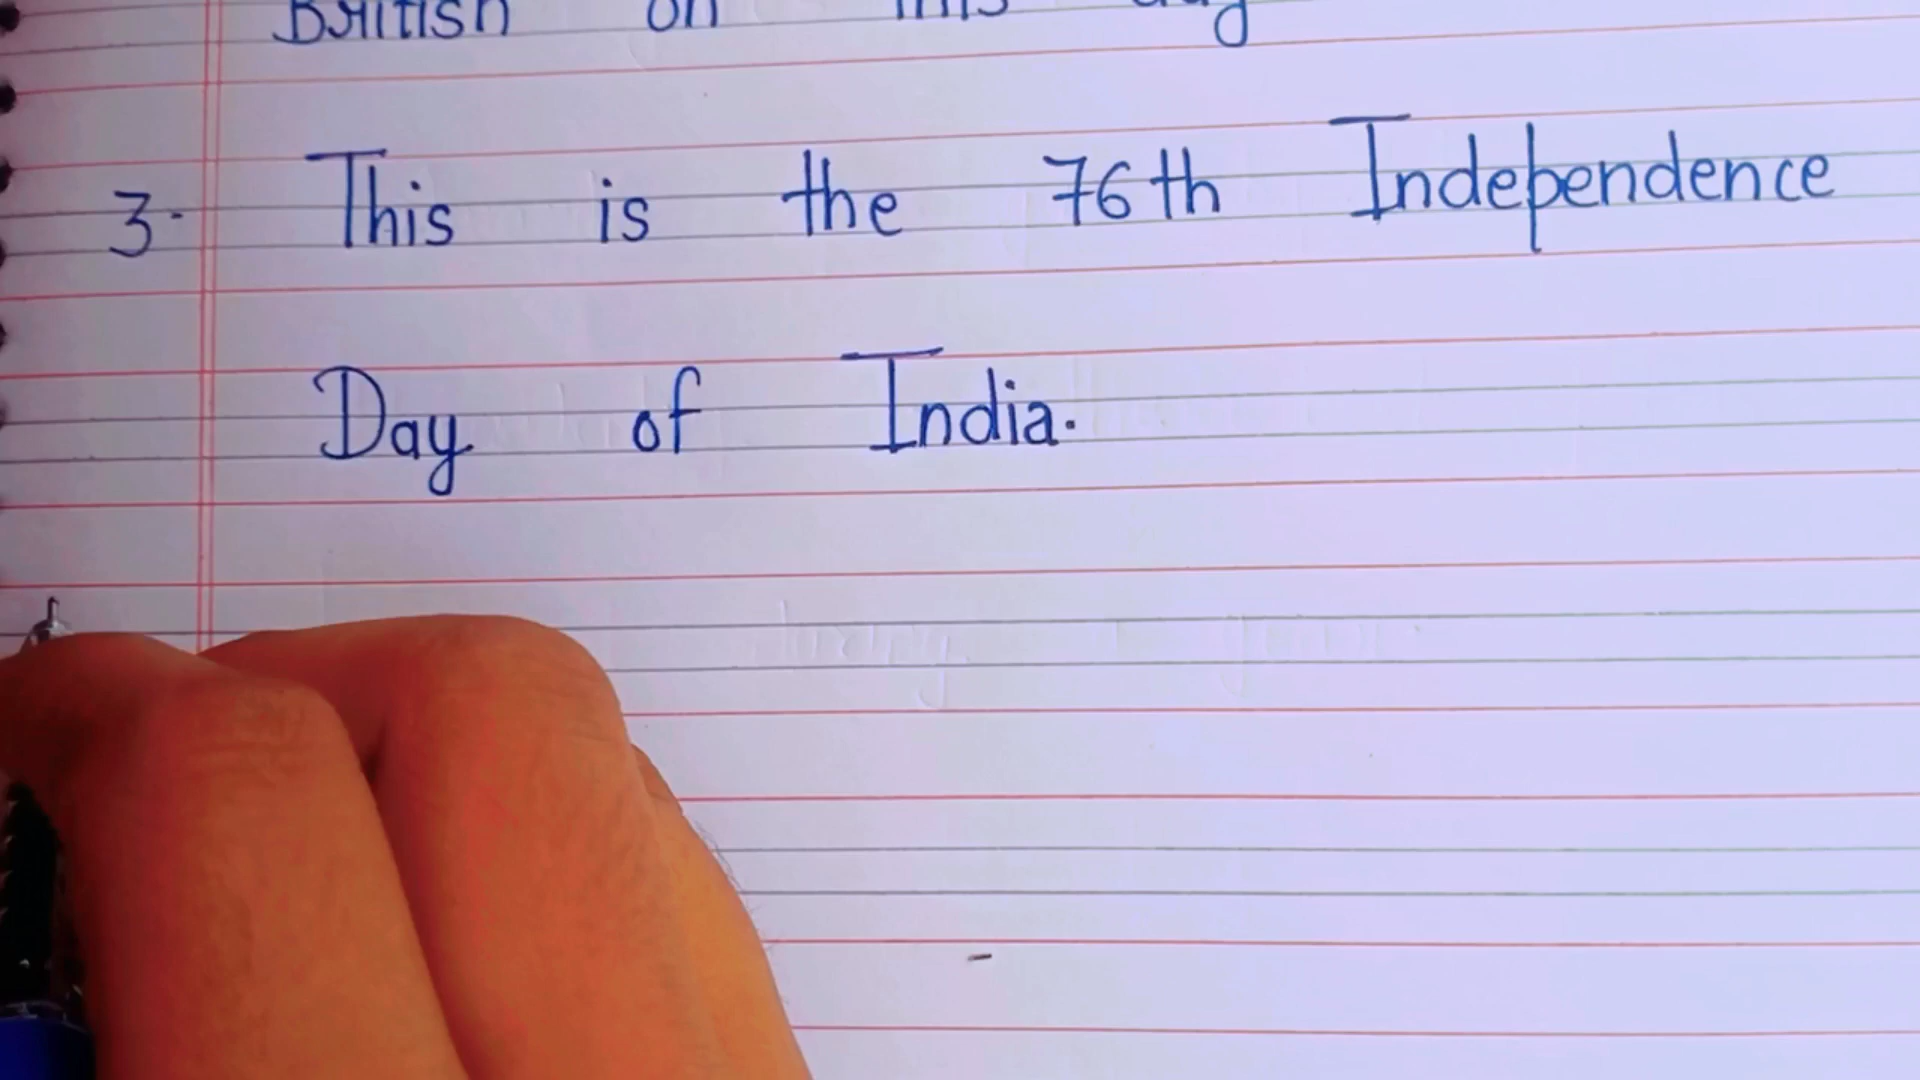 British on this day
3. This is the 76th Independence
Day of India.